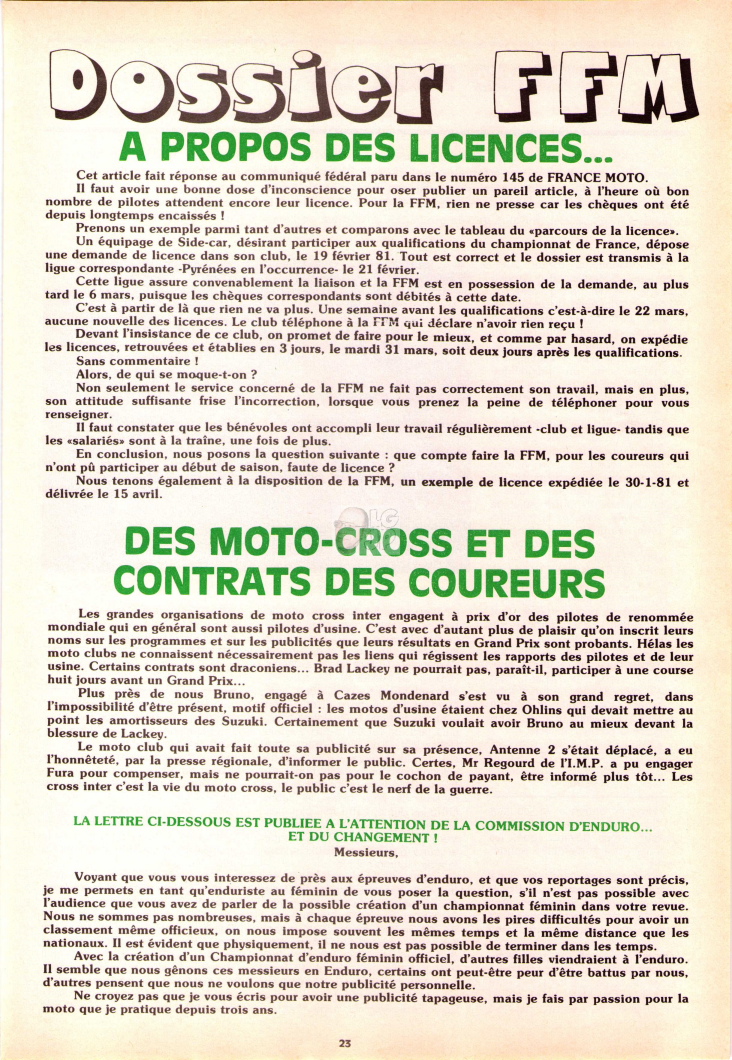 Dossier FFM
A PROPOS DES LICENCES...
Cet article fait réponse au communiqué fédéral paru dans le numéro 145 de FRANCE MOTO.
Il faut avoir une bonne dose d'inconscience pour oser publier un pareil article, à l'heure où bon
nombre de pilotes attendent encore leur licence. Pour la FFM, rien ne presse car les chèques ont été
depuis longtemps encaissés !
Prenons un exemple parmi tant d'autres et comparons avec le tableau du «parcours de la licence».
Un équipage de Side-car, désirant participer aux qualifications du championnat de France, dépose
une demande de licence dans son club, le 19 février 81. Tout est correct et le dossier est transmis à la
ligue correspondante -Pyrénées en l'occurrence- le 21 février.
Cette ligue assure convenablement la liaison et la FFM est en possession de la demande, au plus
tard le 6 mars, puisque les chèques correspondants sont débités à cette date.
C'est à partir de là que rien ne va plus. Une semaine avant les qualifications c'est-à-dire le 22 mars,
aucune nouvelle des licences. Le club téléphone à la FFM qui déclare n'avoir rien reçu !
Devant l'insistance de ce club, on promet de faire pour le mieux, et comme par hasard, on expédie
les licences, retrouvées et établies en 3 jours, le mardi 31 mars, soit deux jours après les qualifications.
Sans commentaire !
Alors, de qui se moque-t-on ?
Non seulement le service concerné de la FFM ne fait pas correctement son travail, mais en plus,
son attitude suffisante frise l'incorrection, lorsque vous prenez la peine de téléphoner pour vous
renseigner.
Il faut constater que les bénévoles ont accompli leur travail régulièrement -club et ligue- tandis que
les «salariés» sont à la traîne, une fois de plus.
En conclusion, nous posons la question suivante : que compte faire la FFM, pour les coureurs qui
n'ont pû participer au début de saison, faute de licence ?
Nous tenons également à la disposition de la FFM, un exemple de licence expédiée le 30-1-81 et
délivrée le 15 avril.
DES MOTO-CROSS ET DES
CONTRATS DES COUREURS
Les grandes organisations de moto cross inter engagent à prix d'or des pilotes de renommée
mondiale qui en général sont aussi pilotes d'usine. C'est avec d'autant plus de plaisir qu'on inscrit leurs
noms sur les programmes et sur les publicités que leurs résultats en Grand Prix sont probants. Hélas les
moto clubs ne connaissent nécessairement pas les liens qui régissent les rapports des pilotes et de leur
usine. Certains contrats sont draconiens... Brad Lackey ne pourrait pas, paraît-il, participer à une course
huit jours avant un Grand Prix...
Plus près de nous Bruno, engagé à Cazes Mondenard s'est vu à son grand regret, dans
l'impossibilité d'être présent, motif officiel : les motos d'usine étaient chez Ohlins qui devait mettre au
point les amortisseurs des Suzuki. Certainement que Suzuki voulait avoir Bruno au mieux devant la
blessure de Lackey.
Le moto club qui avait fait toute sa publicité sur sa présence, Antenne 2 s'était déplacé, a eu
l'honnêteté, par la presse régionale, d'informer le public. Certes, Mr Regourd de l'I.M.P. a pu engager
Fura pour compenser, mais ne pourrait-on pas pour le cochon de payant, être informé plus tôt... Les
cross inter c'est la vie du moto cross, le public c'est le nerf de la guerre.
LA LETTRE CI-DESSOUS EST PUBLIEE A L'ATTENTION DE LA COMMISSION D'ENDURO...
ET DU CHANGEMENT !
Messieurs,
Voyant que vous vous interessez de près aux épreuves d'enduro, et que vos reportages sont précis,
je me permets en tant qu'enduriste au féminin de vous poser la question, s'il n'est pas possible avec
l'audience que vous avez de parler de la possible création d'un championnat féminin dans votre revue.
Nous ne sommes pas nombreuses, mais à chaque épreuve nous avons les pires difficultés pour avoir un
classement même officieux, on nous impose souvent les mêmes temps et la même distance que les
nationaux. Il est évident que physiquement, il ne nous est pas possible de terminer dans les temps.
Avec la création d'un Championnat d'enduro féminin officiel, d'autres filles viendraient à l'enduro.
Il semble que nous gênons ces messieurs en Enduro, certains ont peut-être peur d'être battus par nous,
d'autres pensent que nous ne voulons que notre publicité personnelle.
Ne croyez pas que je vous écris pour avoir une publicité tapageuse, mais je fais par passion pour la
moto que je pratique depuis trois ans.
23